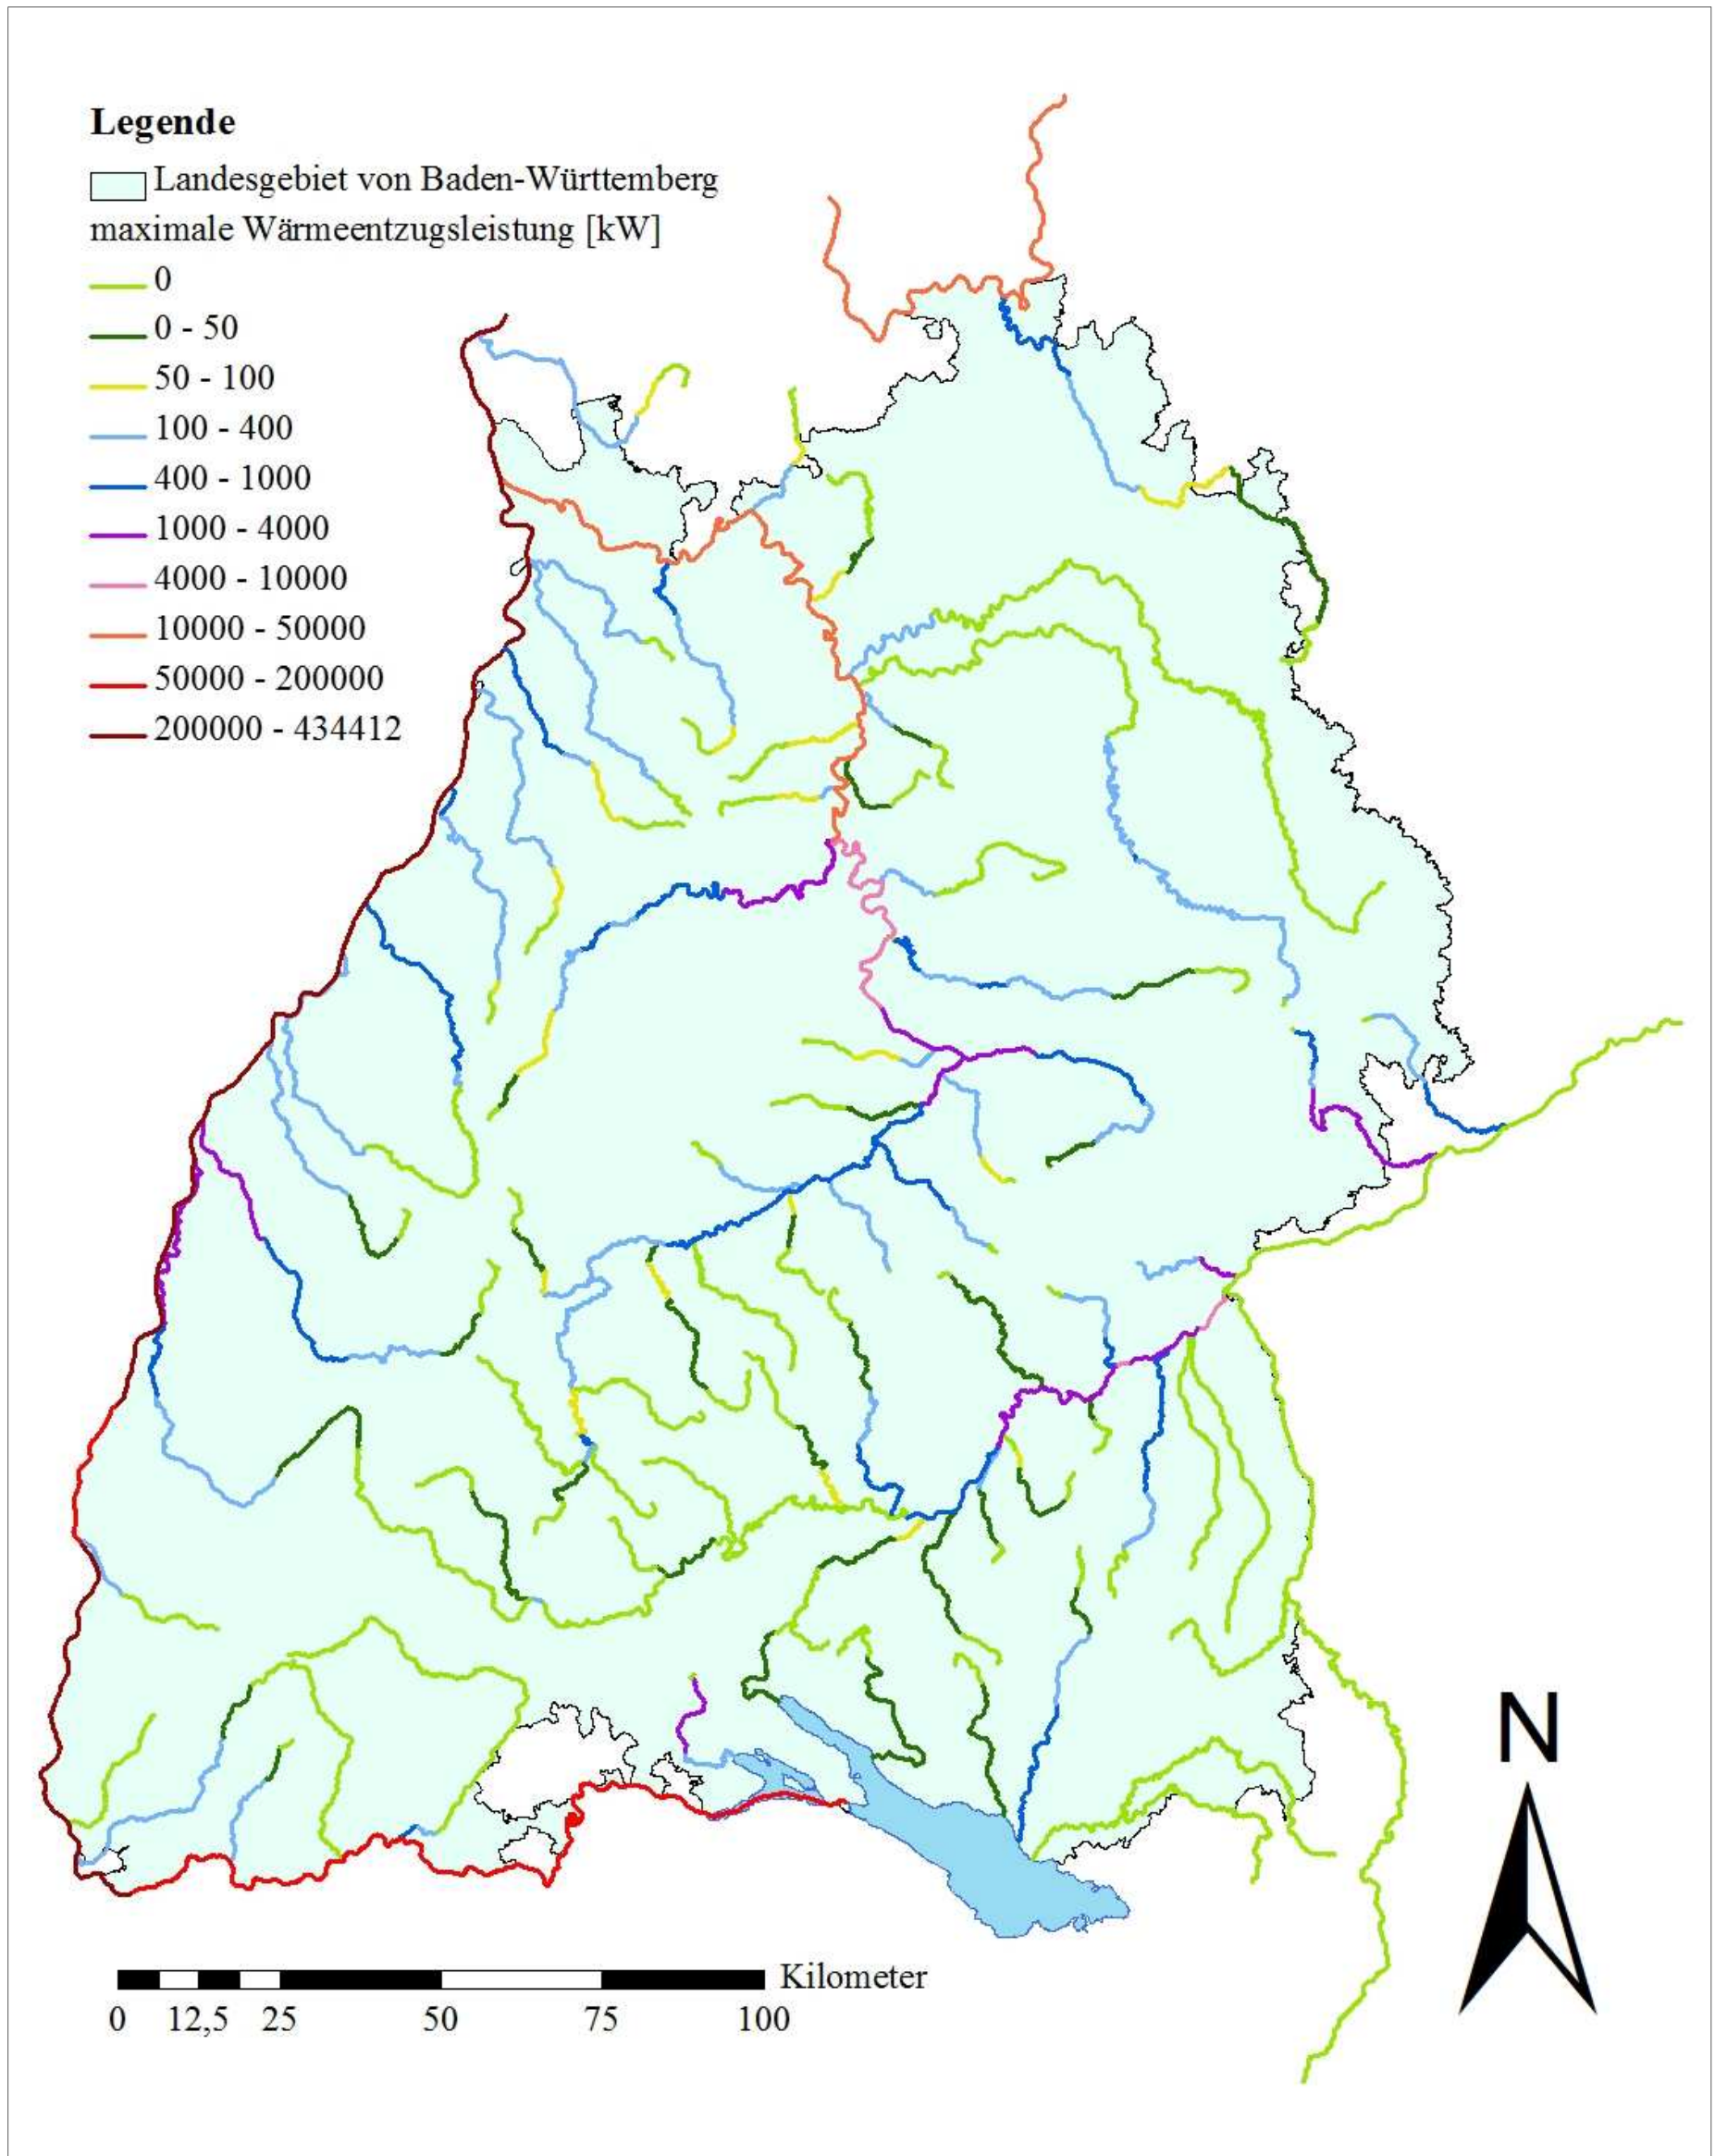 Legende
Landesgebiet von Baden-Württemberg
maximale Wärmeentzugsleistung [kW]
0
0 - 50
50 - 100
100 - 400
400 - 1000
1000 - 4000
4000 - 10000
10000 - 50000
50000 - 200000
200000 - 434412
N
Kilometer
0 12,5 25 50 75 100